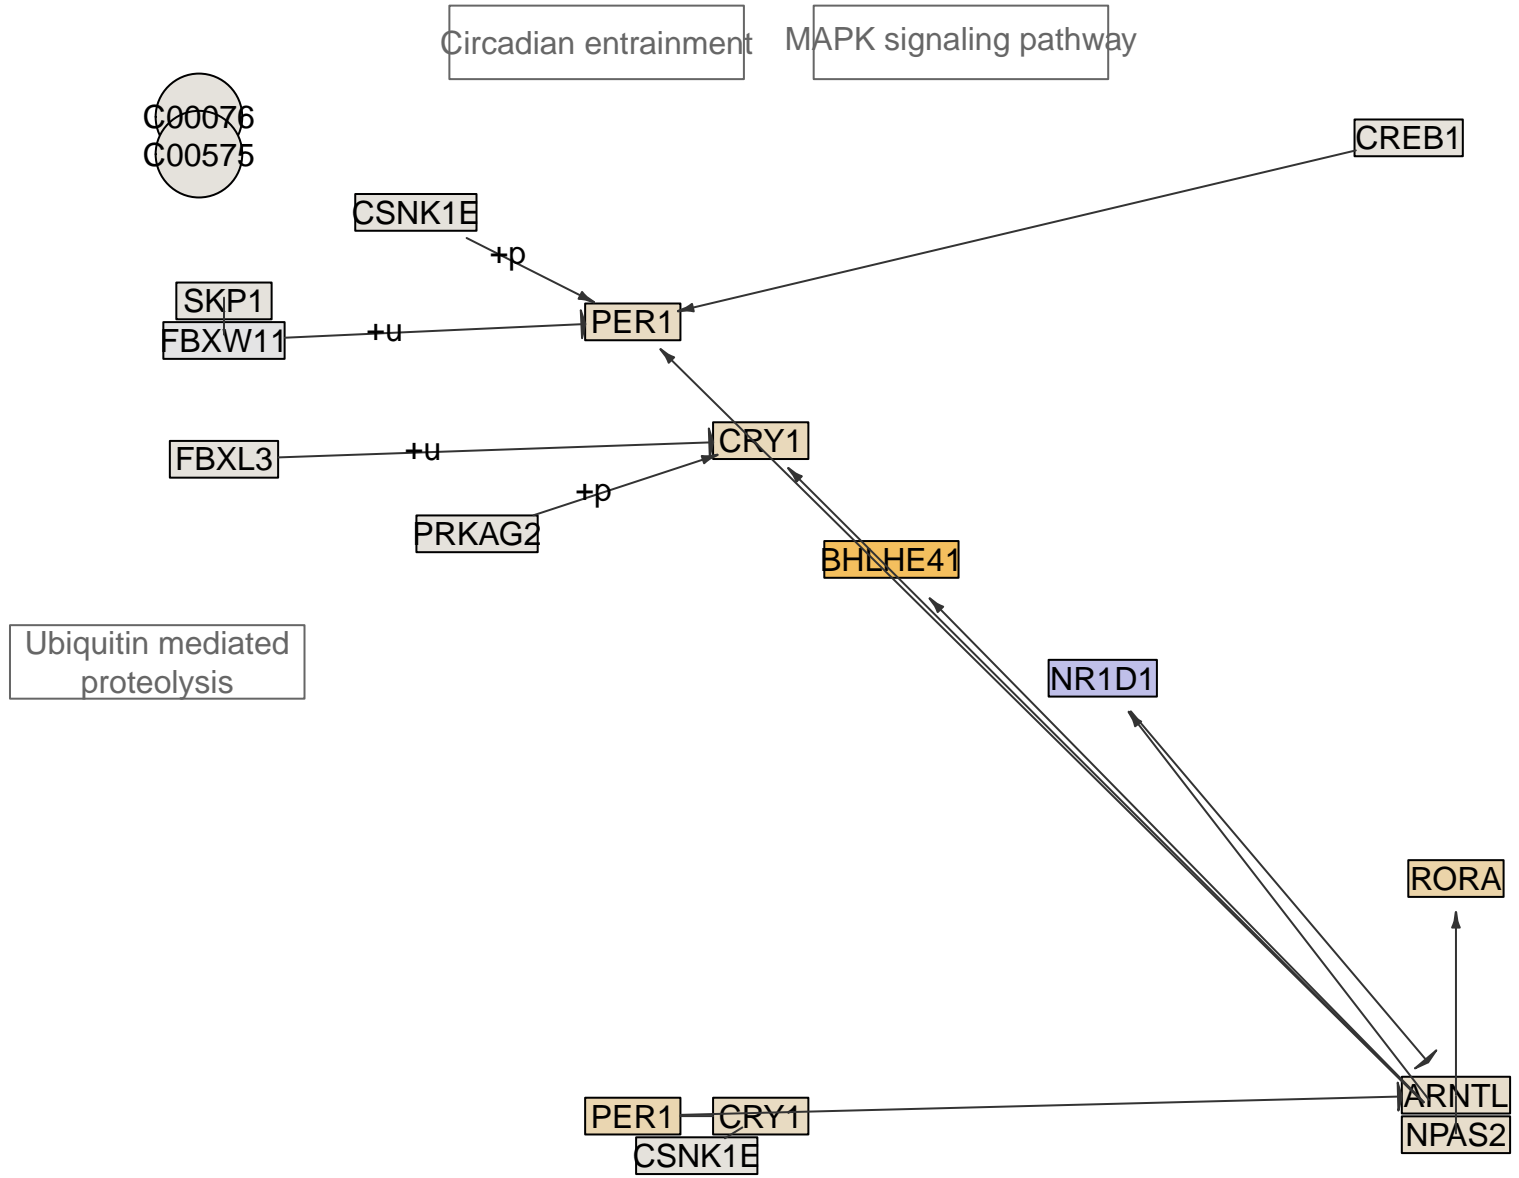 Circadian entrainment
MAPK signaling pathway
C00076
C00575
CREB1
CSNK1E
+p
SKP1
FBXW11
+u
PER1
FBXL3
+u
CRY1
+p
PRKAG2
BHLHE41
Ubiquitin mediated
proteolysis
NR1D1
RORA
ARNTL
NPAS2
PER1
CRY1
CSNK1E